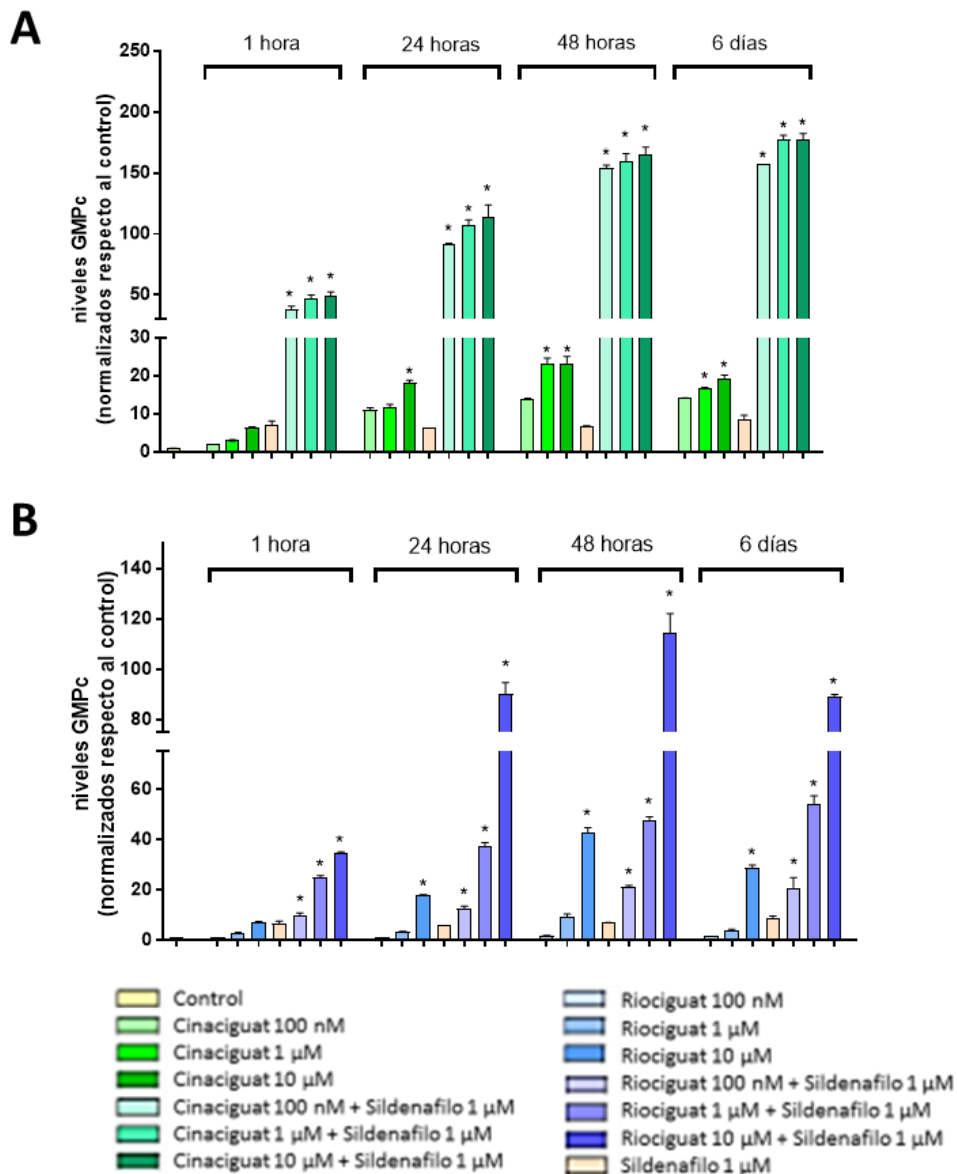 A
1 hora
24 horas
48 horas
6 días
niveles GMPc
(normalizados respecto al control)
250
200
150
100
50
30
20
10
0
* * *
* * * *
* * * * *
* * * * *
B
1 hora
24 horas
48 horas
6 días
niveles GMPc
(normalizados respecto al control)
140
120
100
80
60
40
20
0
* * *
* * * *
* * * *
* * * *
Control
Cinaciguat 100 nM
Cinaciguat 1 µM
Cinaciguat 10 µM
Cinaciguat 100 nM + Sildenafilo 1 µM
Cinaciguat 1 µM + Sildenafilo 1 µM
Cinaciguat 10 µM + Sildenafilo 1 µM
Riociguat 100 nM
Riociguat 1 µM
Riociguat 10 µM
Riociguat 100 nM + Sildenafilo 1 µM
Riociguat 1 µM + Sildenafilo 1 µM
Riociguat 10 µM + Sildenafilo 1 µM
Sildenafilo 1 µM